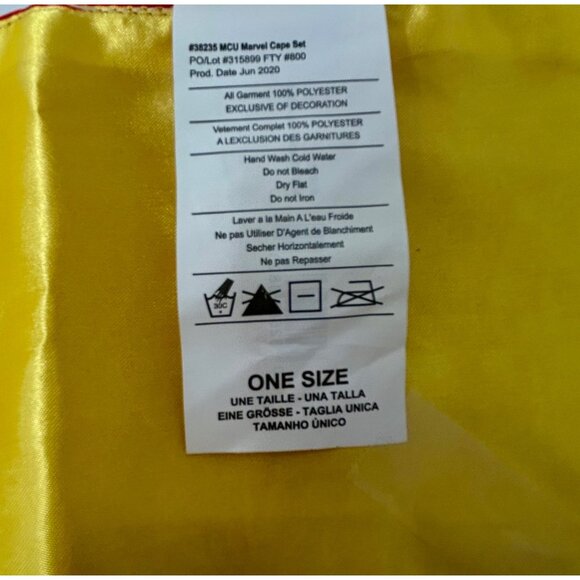 #38235 MCU Marvel Cape Set
PO/Lot #315899 FTY #800
Prod. Date Jun 2020
All Garment 100% POLYESTER
EXCLUSIVE OF DECORATION
Vetement Complet 100% POLYESTER
A LEXCLUSION DES GARNITURES
Hand Wash Cold Water
Do not Bleach
Dry Flat
Do not Iron
Laver a la Main A L'eau Froide
Ne pas Utiliser D'Agent de Blanchiment
Secher Horizontalement
Ne pas Repasser
30C
ONE SIZE
UNE TAILLE - UNA TALLA
EINE GRÖSSE - TAGLIA UNICA
TAMANHO ÚNICO